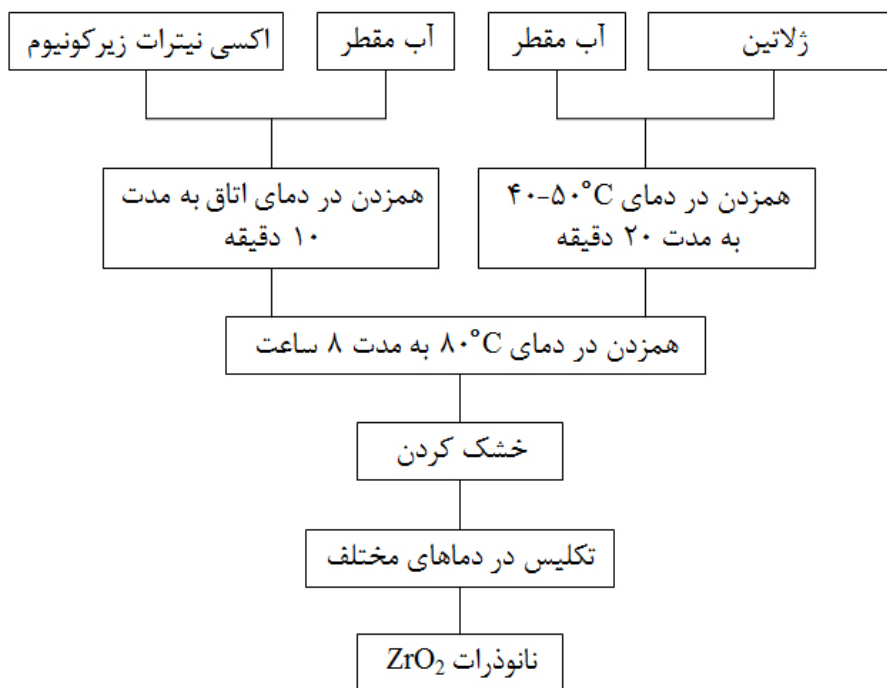 ژلاتین
آب مقطر
آب مقطر
اکسی نیترات زیرکونیوم
همزدن در دمای ۴۰-۵۰°C
به مدت ۲۰ دقیقه
همزدن در دمای اتاق به مدت
۱۰ دقیقه
همزدن در دمای ۸۰°C به مدت ۸ ساعت
خشک کردن
تکلیس در دماهای مختلف
نانوذرات ZrO₂